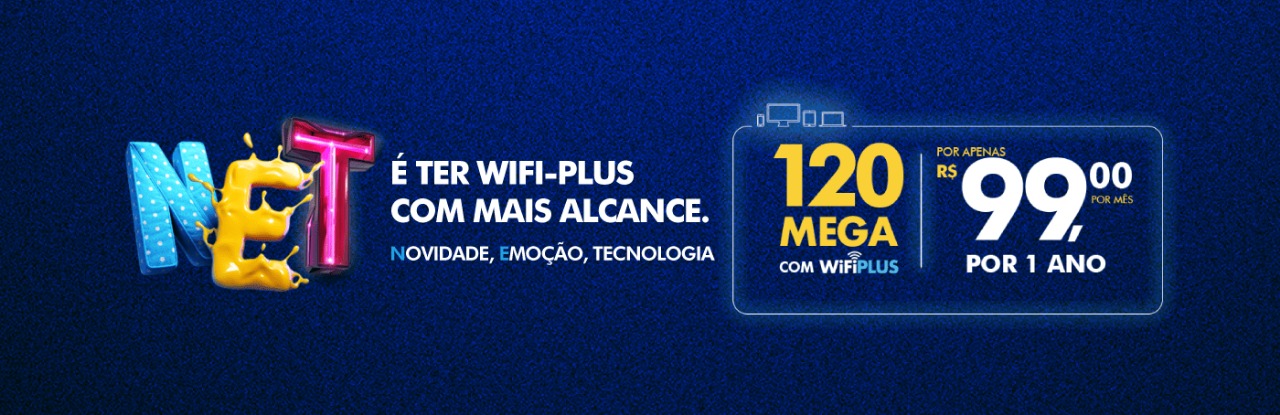 NET
É TER WIFI-PLUS
COM MAIS ALCANCE.
NOVIDADE, EMOÇÃO, TECNOLOGIA
120
MEGA
COM WiFiPLUS
POR APENAS
R$ 99,00
POR MÊS
POR 1 ANO